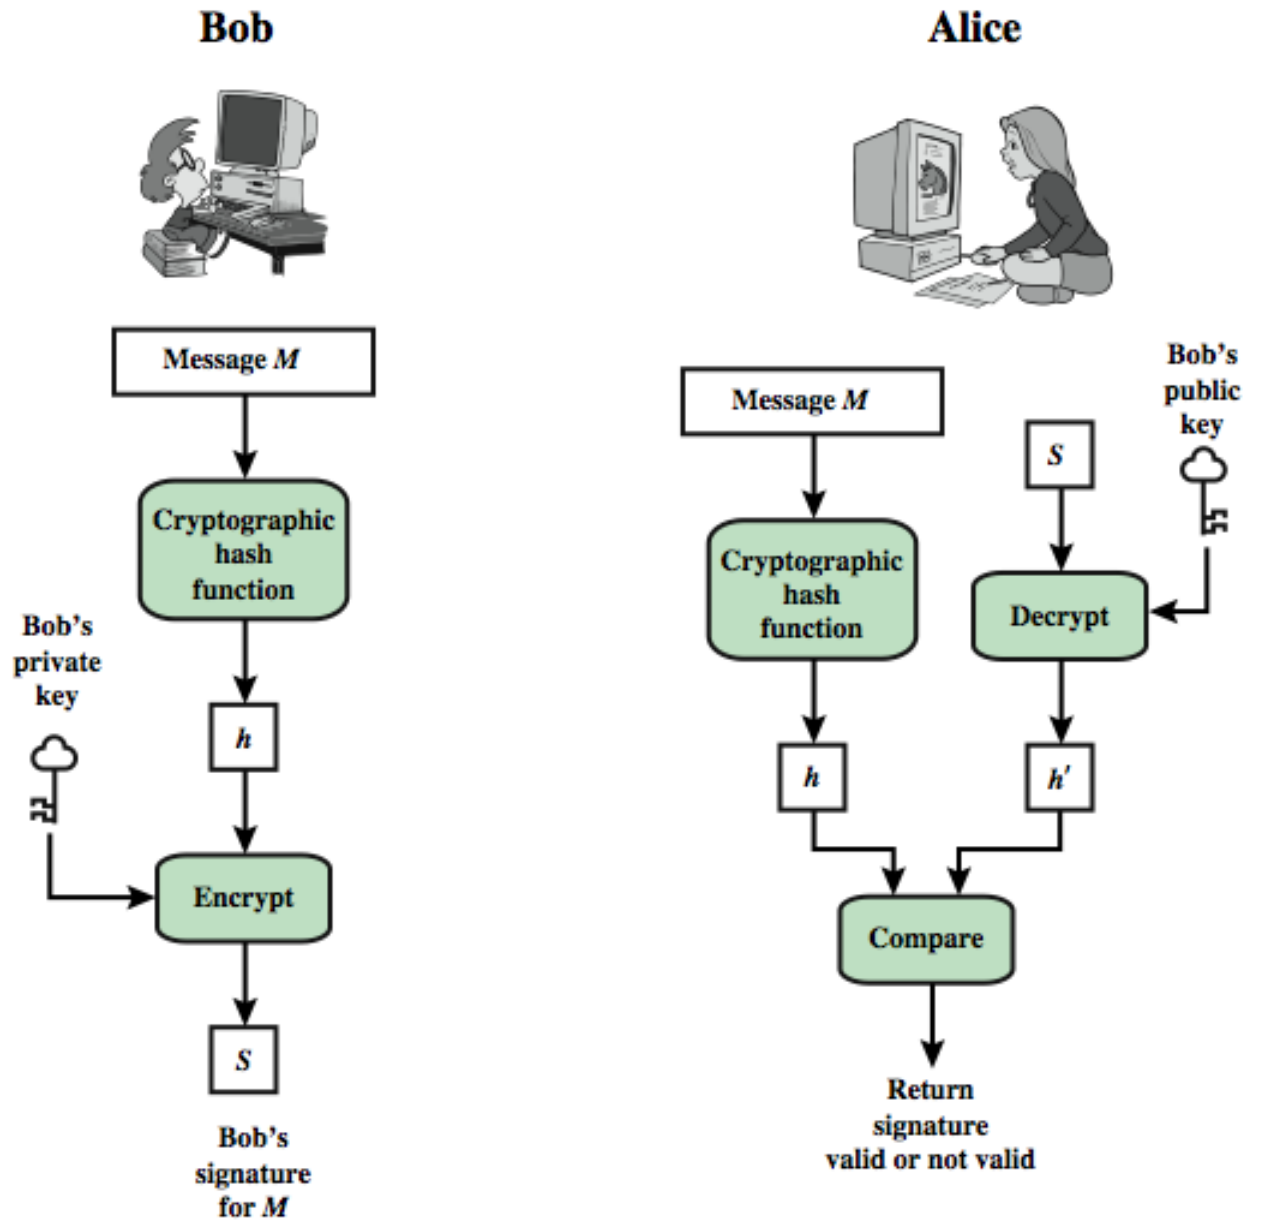 Bob
Message M
Cryptographic
hash
function
Bob's
private
key
h
Encrypt
S
Bob's
signature
for M
Alice
Message M
Bob's
public
key
S
Cryptographic
hash
function
Decrypt
h
h'
Compare
Return
signature
valid or not valid